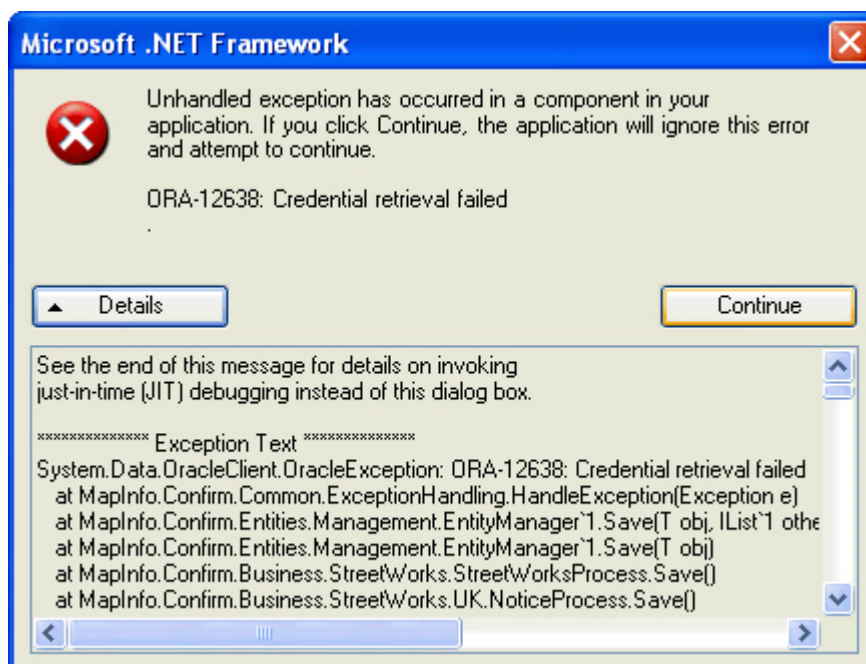 Microsoft .NET Framework
Unhandled exception has occurred in a component in your
application. If you click Continue, the application will ignore this error
and attempt to continue.
ORA-12638: Credential retrieval failed
.
Details
Continue
See the end of this message for details on invoking
just-in-time (JIT) debugging instead of this dialog box.
************** Exception Text **************
System.Data.OracleClient.OracleException: ORA-12638: Credential retrieval failed
at MapInfo.Confirm.Common.ExceptionHandling.HandleException(Exception e)
at MapInfo.Confirm.Entities.Management.EntityManager`1.Save(T obj, IList`1 othe
at MapInfo.Confirm.Entities.Management.EntityManager`1.Save(T obj)
at MapInfo.Confirm.Business.StreetWorks.StreetWorksProcess.Save()
at MapInfo.Confirm.Business.StreetWorks.UK.NoticeProcess.Save()